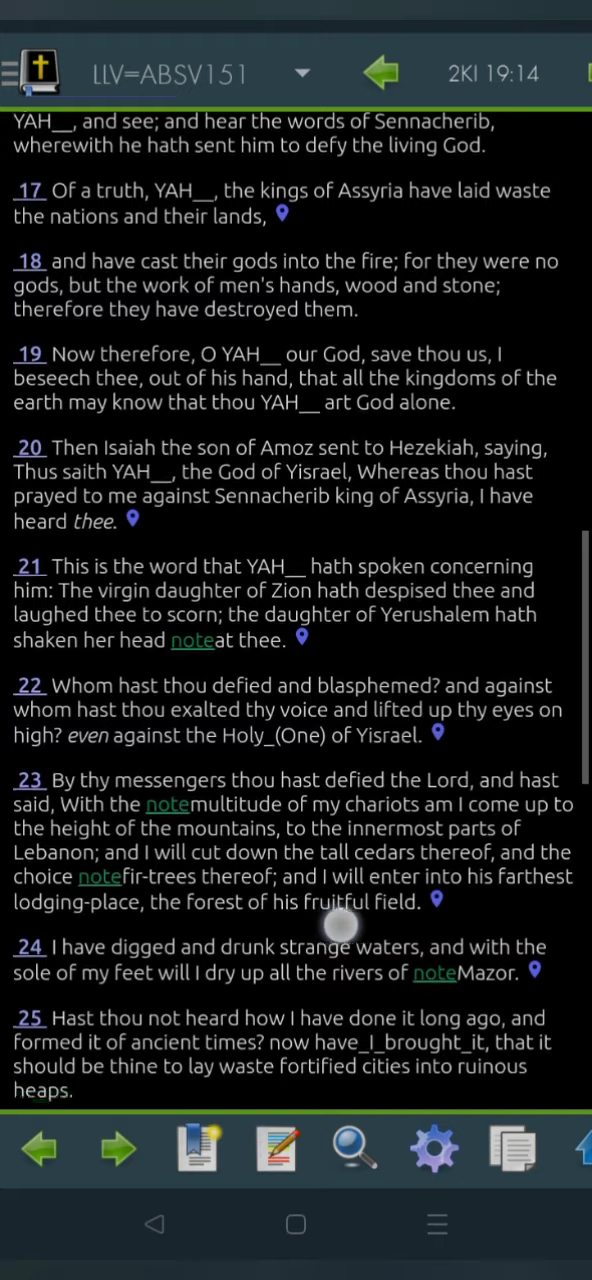 LLV=ABSV151 2KI 19:14
YAH__, and see; and hear the words of Sennacherib,
wherewith he hath sent him to defy the living God.
17 Of a truth, YAH__, the kings of Assyria have laid waste
the nations and their lands,
18 and have cast their gods into the fire; for they were no
gods, but the work of men's hands, wood and stone;
therefore they have destroyed them.
19 Now therefore, O YAH__ our God, save thou us, I
beseech thee, out of his hand, that all the kingdoms of the
earth may know that thou YAH__ art God alone.
20 Then Isaiah the son of Amoz sent to Hezekiah, saying,
Thus saith YAH__, the God of Yisrael, Whereas thou hast
prayed to me against Sennacherib king of Assyria, I have
heard thee.
21 This is the word that YAH__ hath spoken concerning
him: The virgin daughter of Zion hath despised thee and
laughed thee to scorn; the daughter of Yerushalem hath
shaken her head noteat thee.
22 Whom hast thou defied and blasphemed? and against
whom hast thou exalted thy voice and lifted up thy eyes on
high? even against the Holy_(One) of Yisrael.
23 By thy messengers thou hast defied the Lord, and hast
said, With the notemultitude of my chariots am I come up to
the height of the mountains, to the innermost parts of
Lebanon; and I will cut down the tall cedars thereof, and the
choice notefir-trees thereof; and I will enter into his farthest
lodging-place, the forest of his fruitful field.
24 I have digged and drunk strange waters, and with the
sole of my feet will I dry up all the rivers of noteMazor.
25 Hast thou not heard how I have done it long ago, and
formed it of ancient times? now have_I_brought_it, that it
should be thine to lay waste fortified cities into ruinous
heaps.